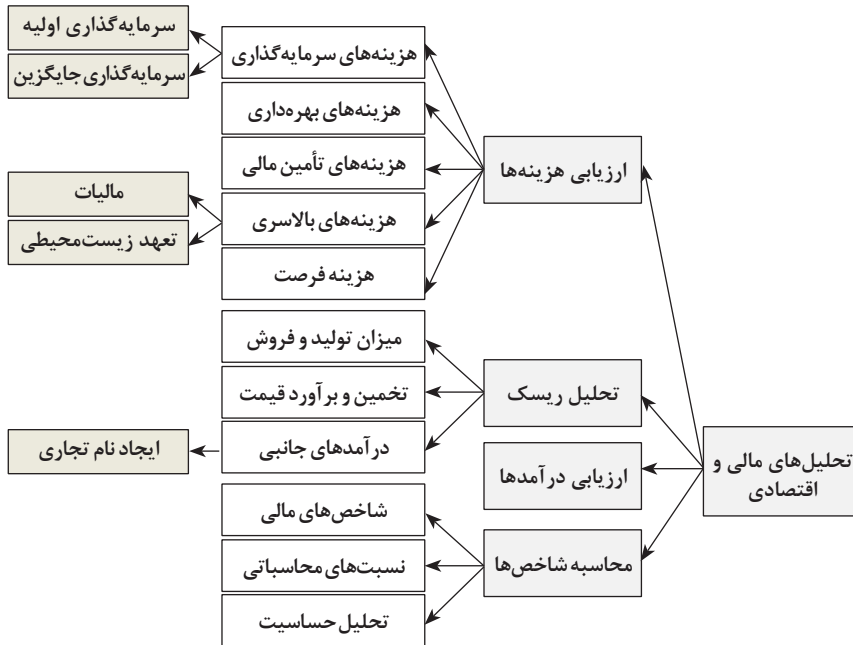 تحلیل‌های مالی و
اقتصادی
ارزیابی هزینه‌ها
هزینه‌های سرمایه‌گذاری
سرمایه‌گذاری اولیه
سرمایه‌گذاری جایگزین
هزینه‌های بهره‌داری
هزینه‌های تأمین مالی
هزینه‌های بالاسری
مالیات
تعهد زیست‌محیطی
هزینه فرصت
تحلیل ریسک
میزان تولید و فروش
تخمین و برآورد قیمت
درآمدهای جانبی
ایجاد نام تجاری
ارزیابی درآمدها
محاسبه شاخص‌ها
شاخص‌های مالی
نسبت‌های محاسباتی
تحلیل حساسیت